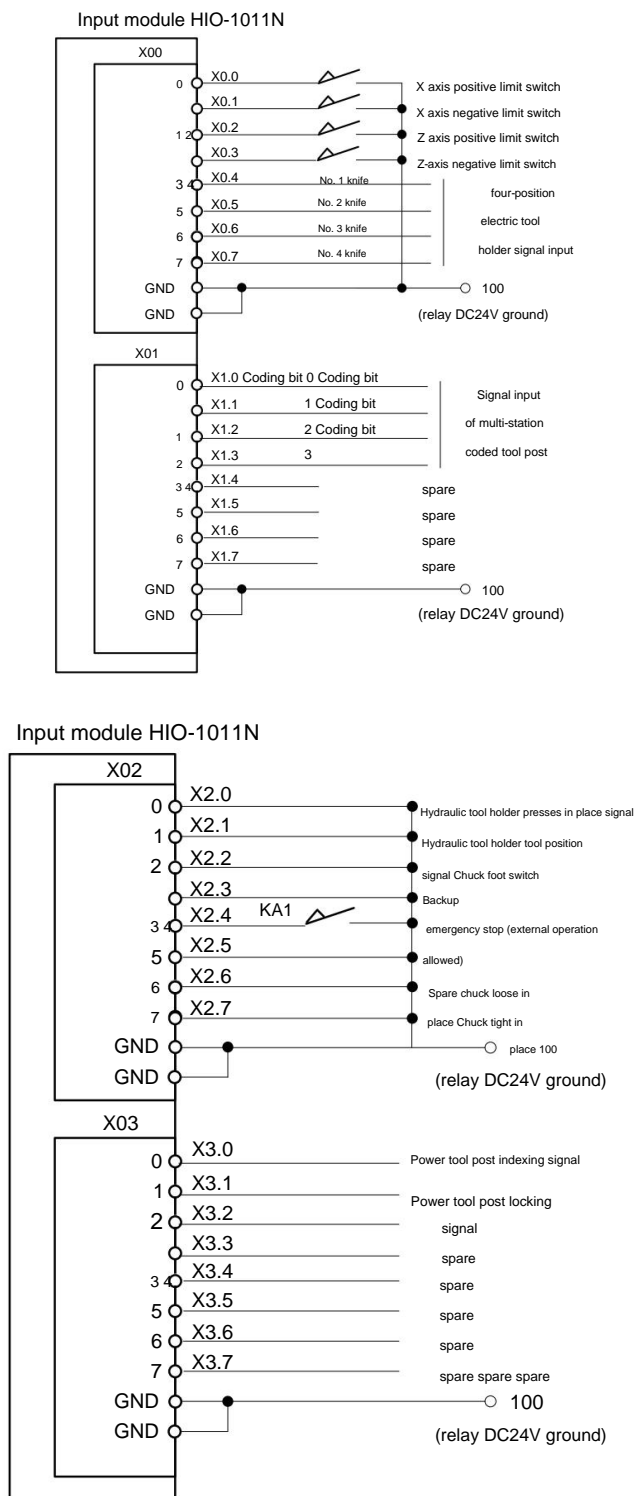 Input module HIO-1011N
X00
0 X0.0 X axis positive limit switch
X0.1 X axis negative limit switch
1 2 X0.2 Z axis positive limit switch
X0.3 Z-axis negative limit switch
3 4 X0.4 No. 1 knife four-position
5 X0.5 No. 2 knife electric tool
6 X0.6 No. 3 knife holder signal input
7 X0.7 No. 4 knife
GND 100
GND (relay DC24V ground)
X01
0 X1.0 Coding bit 0 Coding bit Signal input
X1.1 1 Coding bit of multi-station
1 X1.2 2 Coding bit coded tool post
2 X1.3 3
3 4 X1.4 spare
5 X1.5 spare
6 X1.6 spare
7 X1.7 spare
GND 100
GND (relay DC24V ground)
Input module HIO-1011N
X02
0 X2.0 Hydraulic tool holder presses in place signal
1 X2.1 Hydraulic tool holder tool position
2 X2.2 signal Chuck foot switch
X2.3 Backup
3 4 X2.4 KA1 emergency stop (external operation
5 X2.5 allowed)
6 X2.6 Spare chuck loose in
7 X2.7 place Chuck tight in
GND place 100
GND (relay DC24V ground)
X03
0 X3.0 Power tool post indexing signal
1 X3.1 Power tool post locking
2 X3.2 signal
X3.3 spare
3 4 X3.4 spare
5 X3.5 spare
6 X3.6 spare
7 X3.7 spare spare spare
GND 100
GND (relay DC24V ground)